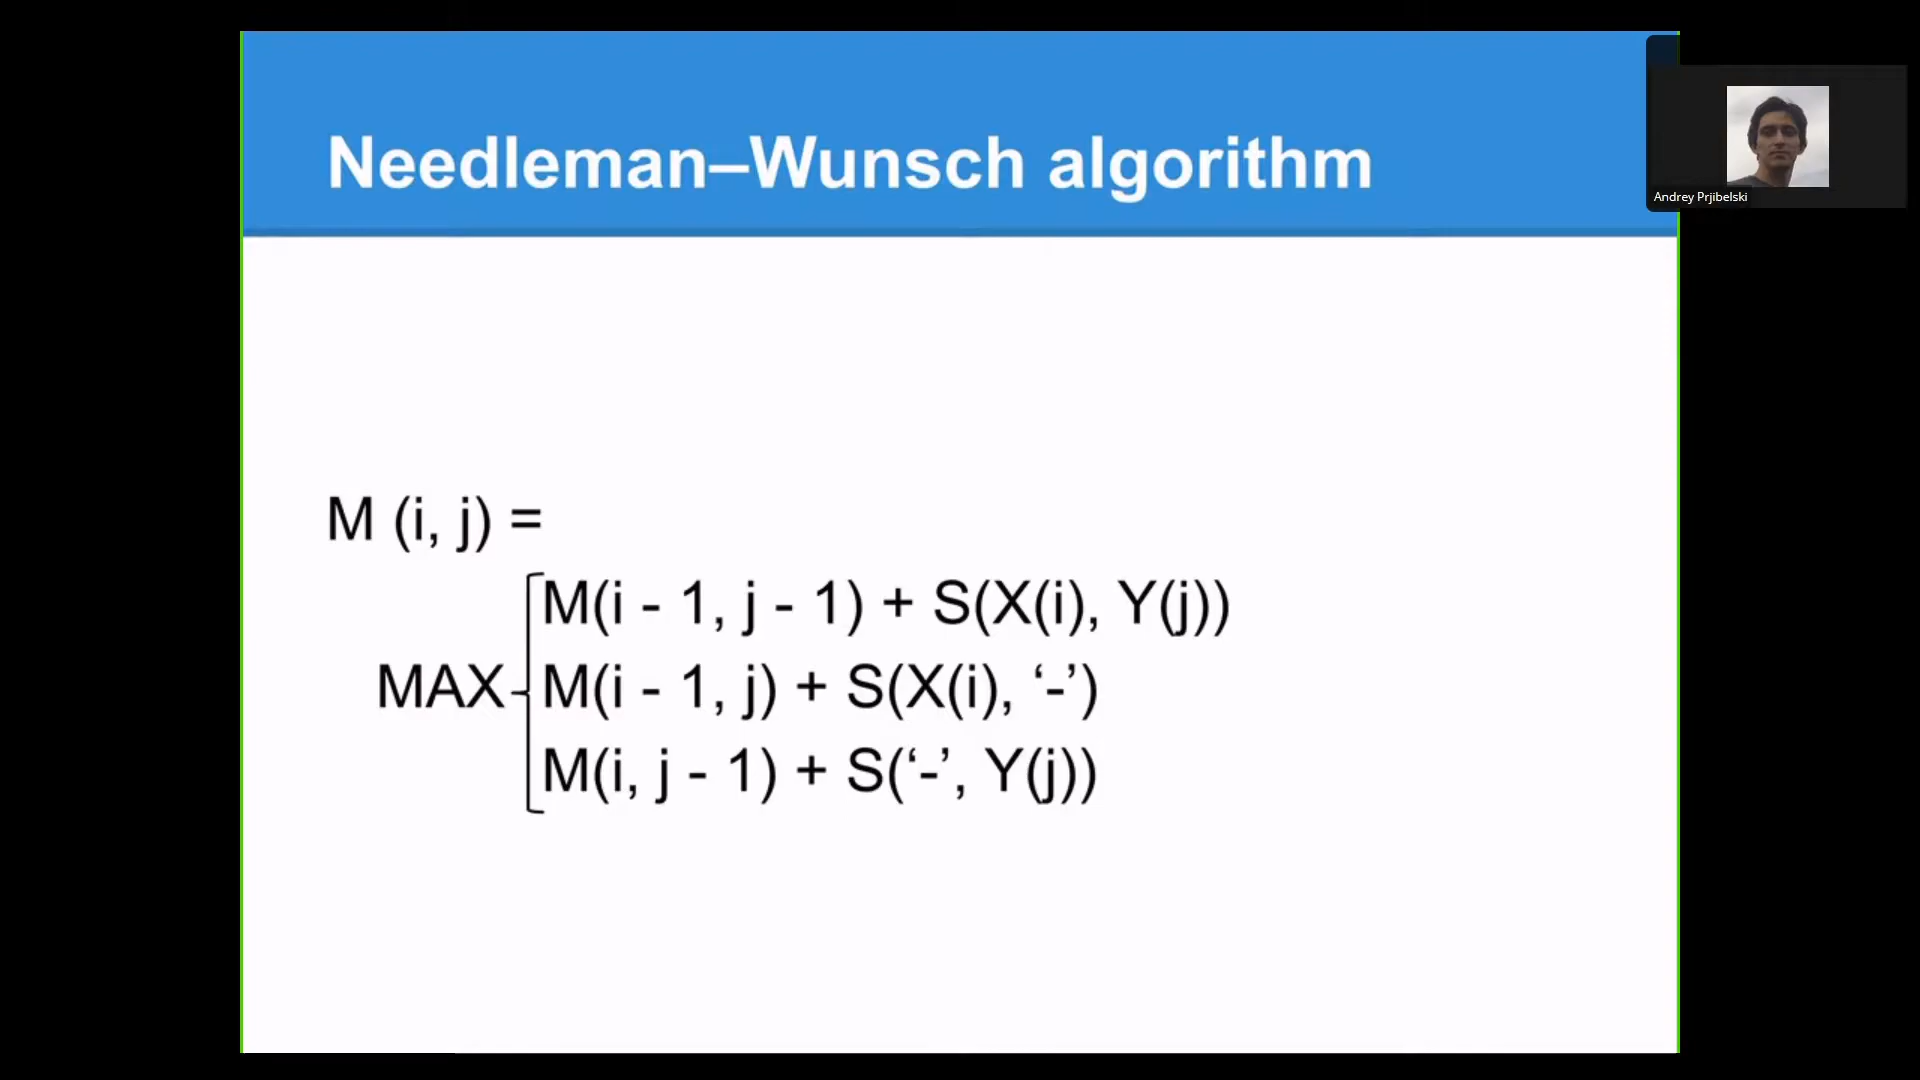 Needleman–Wunsch algorithm
Andrey Prjibelski
M (i, j) =
M(i - 1, j - 1) + S(X(i), Y(j))
MAX M(i - 1, j) + S(X(i), ‘-’)
M(i, j - 1) + S(‘-’, Y(j))